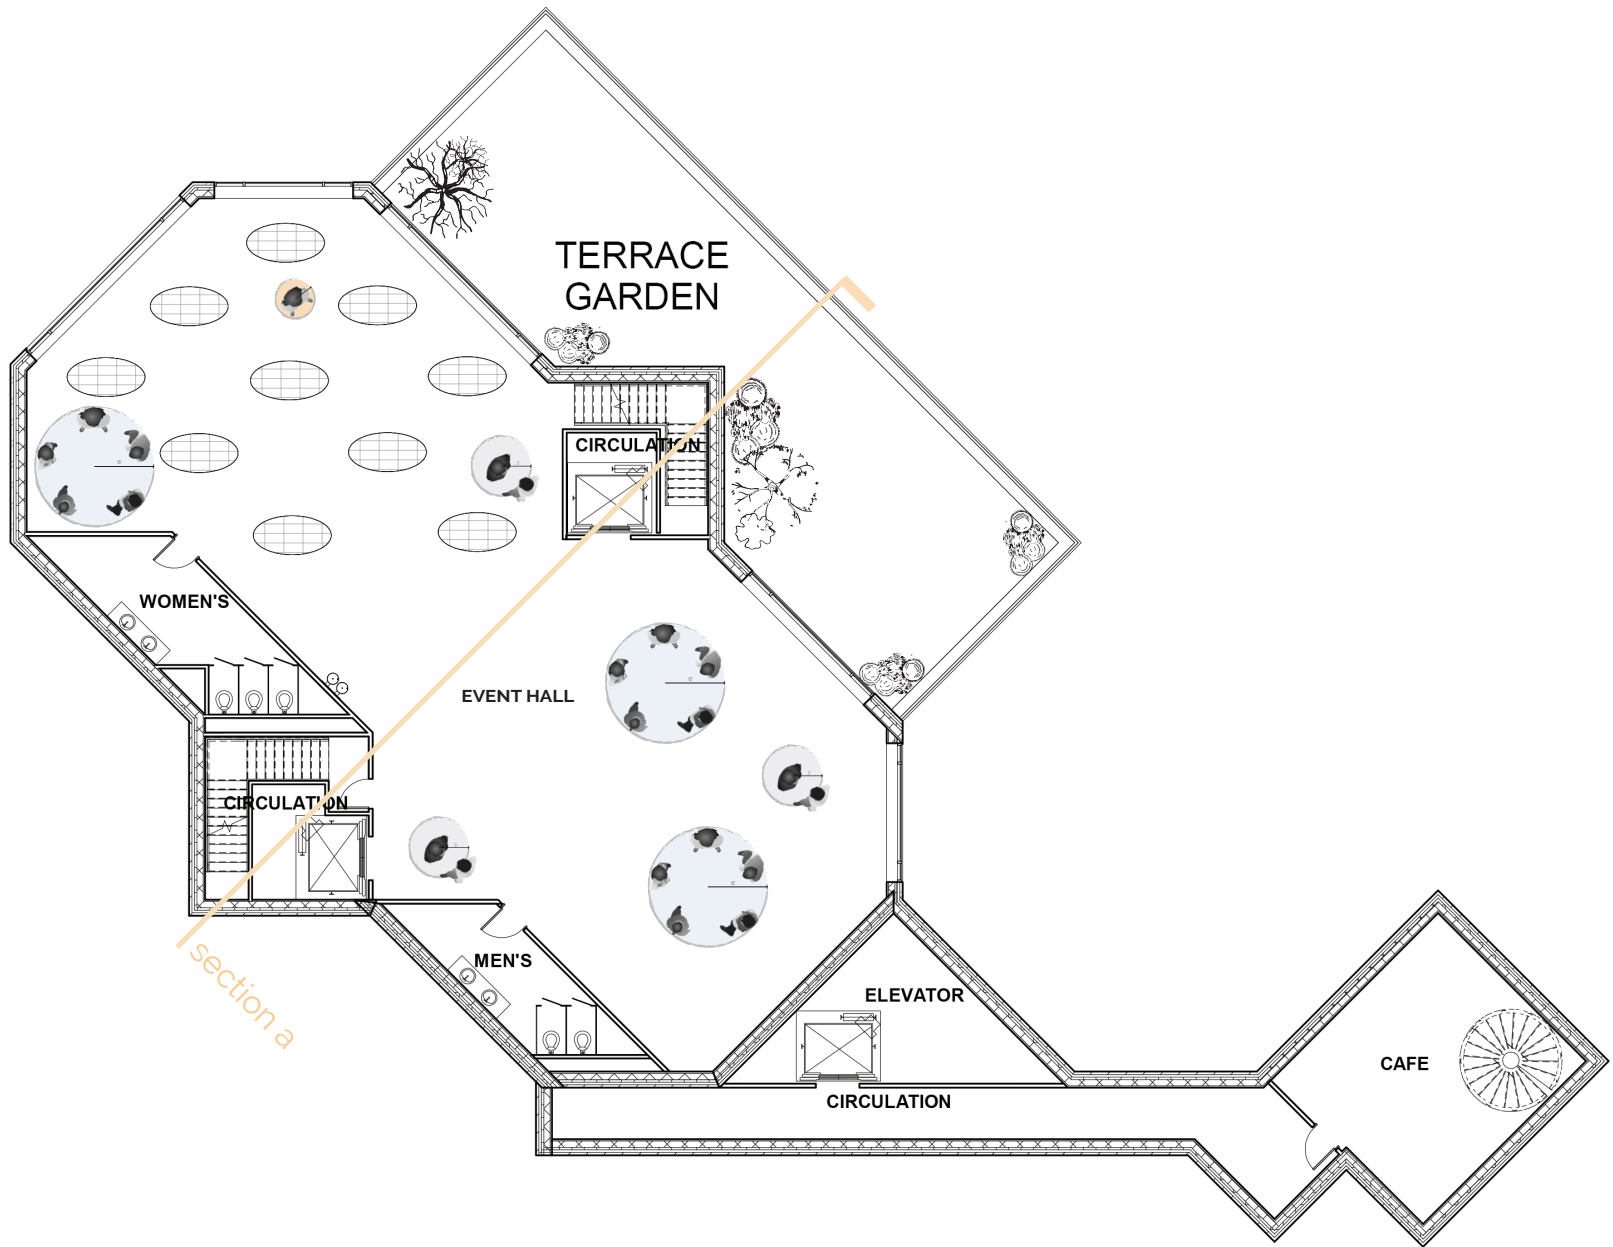 TERRACE
GARDEN
CIRCULATION
WOMEN'S
EVENT HALL
CIRCULATION
section a
MEN'S
ELEVATOR
CAFE
CIRCULATION